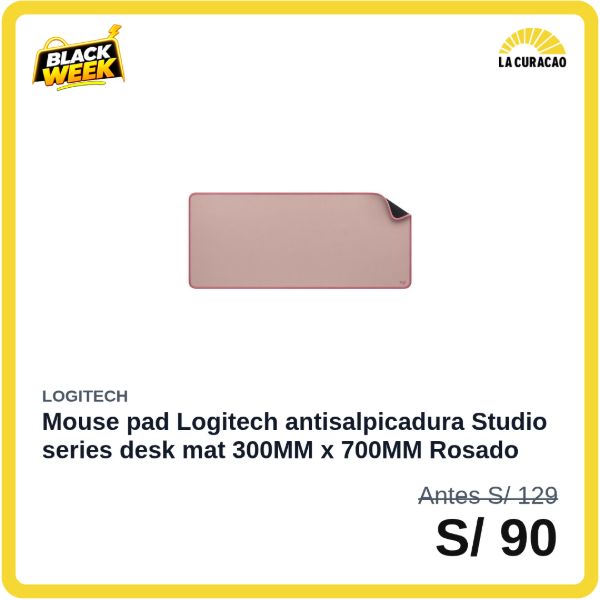 BLACK
WEEK
LA CURACAO
LOGITECH
Mouse pad Logitech antisalpicadura Studio
series desk mat 300MM x 700MM Rosado
Antes S/ 129
S/ 90